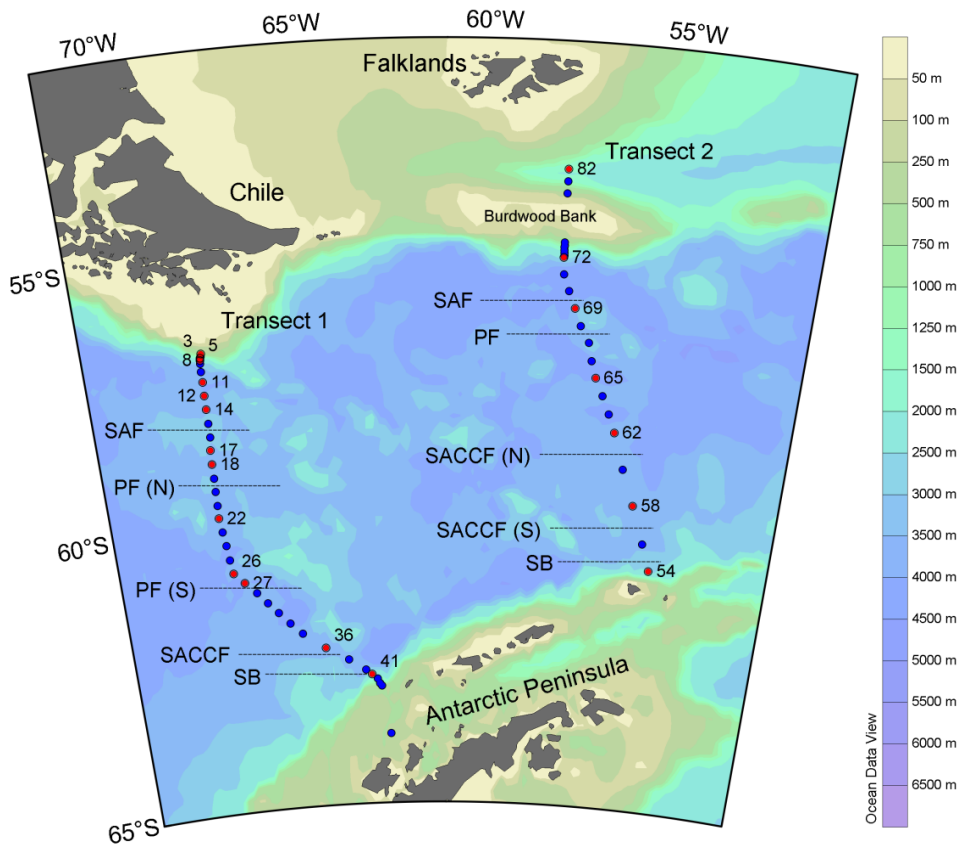 70°W
65°W
60°W
55°W
Falklands
Chile
Transect 2
82
Burdwood Bank
72
55°S
SAF
69
PF
Transect 1
3
5
8
11
12
14
65
SAF
17
18
62
SACCF (N)
PF (N)
22
58
SACCF (S)
60°S
26
SB
54
PF (S)
27
36
SACCF
41
SB
Antarctic Peninsula
65°S
50 m
100 m
250 m
500 m
750 m
1000 m
1250 m
1500 m
2000 m
2500 m
3000 m
3500 m
4000 m
4500 m
5000 m
5500 m
6000 m
6500 m
Ocean Data View